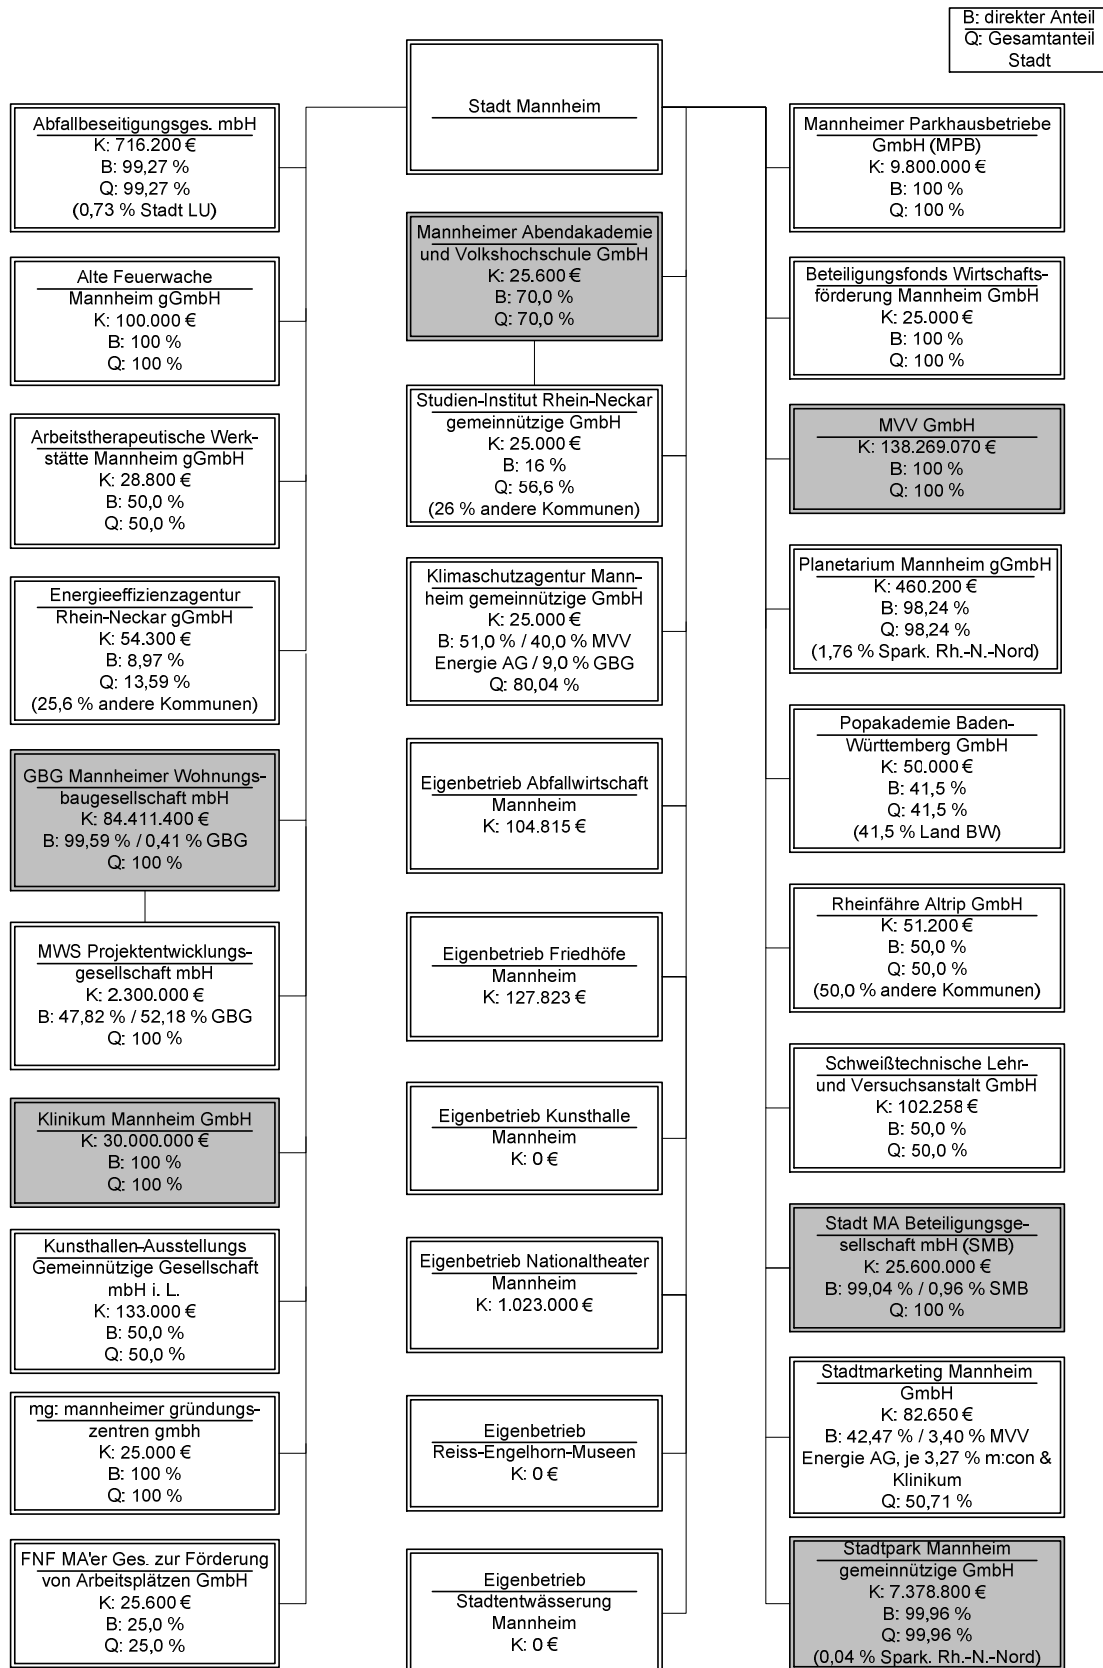 B: direkter Anteil
Q: Gesamtanteil
Stadt
Stadt Mannheim
Abfallbeseitigungsges. mbH
K: 716.200 €
B: 99,27 %
Q: 99,27 %
(0,73 % Stadt LU)
Alte Feuerwache
Mannheim gGmbH
K: 100.000 €
B: 100 %
Q: 100 %
Arbeitstherapeutische Werk-
stätte Mannheim gGmbH
K: 28.800 €
B: 50,0 %
Q: 50,0 %
Energieeffizienzagentur
Rhein-Neckar gGmbH
K: 54.300 €
B: 8,97 %
Q: 13,59 %
(25,6 % andere Kommunen)
GBG Mannheimer Wohnungs-
baugesellschaft mbH
K: 84.411.400 €
B: 99,59 % / 0,41 % GBG
Q: 100 %
MWS Projektentwicklungs-
gesellschaft mbH
K: 2.300.000 €
B: 47,82 % / 52,18 % GBG
Q: 100 %
Klinikum Mannheim GmbH
K: 30.000.000 €
B: 100 %
Q: 100 %
Kunsthallen-Ausstellungs
Gemeinnützige Gesellschaft
mbH i. L.
K: 133.000 €
B: 50,0 %
Q: 50,0 %
mg: mannheimer gründungs-
zentren gmbh
K: 25.000 €
B: 100 %
Q: 100 %
FNF MA'er Ges. zur Förderung
von Arbeitsplätzen GmbH
K: 25.600 €
B: 25,0 %
Q: 25,0 %
Mannheimer Abendakademie
und Volkshochschule GmbH
K: 25.600 €
B: 70,0 %
Q: 70,0 %
Studien-Institut Rhein-Neckar
gemeinnützige GmbH
K: 25.000 €
B: 16 %
Q: 56,6 %
(26 % andere Kommunen)
Klimaschutzagentur Mann-
heim gemeinnützige GmbH
K: 25.000 €
B: 51,0 % / 40,0 % MVV
Energie AG / 9,0 % GBG
Q: 80,04 %
Eigenbetrieb Abfallwirtschaft
Mannheim
K: 104.815 €
Eigenbetrieb Friedhöfe
Mannheim
K: 127.823 €
Eigenbetrieb Kunsthalle
Mannheim
K: 0 €
Eigenbetrieb Nationaltheater
Mannheim
K: 1.023.000 €
Eigenbetrieb
Reiss-Engelhorn-Museen
K: 0 €
Eigenbetrieb
Stadtentwässerung
Mannheim
K: 0 €
Mannheimer Parkhausbetriebe
GmbH (MPB)
K: 9.800.000 €
B: 100 %
Q: 100 %
Beteiligungsfonds Wirtschafts-
förderung Mannheim GmbH
K: 25.000 €
B: 100 %
Q: 100 %
MVV GmbH
K: 138.269.070 €
B: 100 %
Q: 100 %
Planetarium Mannheim gGmbH
K: 460.200 €
B: 98,24 %
Q: 98,24 %
(1,76 % Spark. Rh.-N.-Nord)
Popakademie Baden-
Württemberg GmbH
K: 50.000 €
B: 41,5 %
Q: 41,5 %
(41,5 % Land BW)
Rheinfähre Altrip GmbH
K: 51.200 €
B: 50,0 %
Q: 50,0 %
(50,0 % andere Kommunen)
Schweißtechnische Lehr-
und Versuchsanstalt GmbH
K: 102.258 €
B: 50,0 %
Q: 50,0 %
Stadt MA Beteiligungsge-
sellschaft mbH (SMB)
K: 25.600.000 €
B: 99,04 % / 0,96 % SMB
Q: 100 %
Stadtmarketing Mannheim
GmbH
K: 82.650 €
B: 42,47 % / 3,40 % MVV
Energie AG, je 3,27 % m:con &
Klinikum
Q: 50,71 %
Stadtpark Mannheim
gemeinnützige GmbH
K: 7.378.800 €
B: 99,96 %
Q: 99,96 %
(0,04 % Spark. Rh.-N.-Nord)